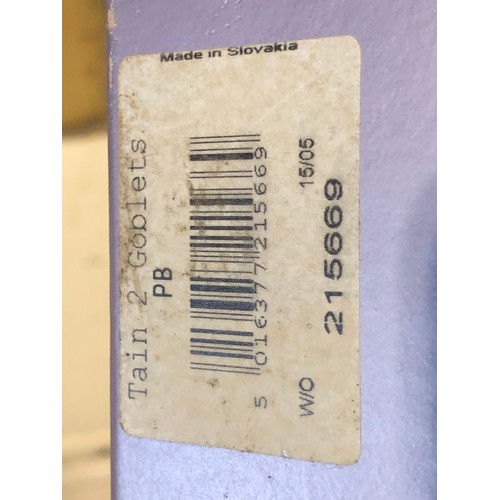 Made in Slovakia
Tain 2 Goblets
PB
5 016377 215669
W/O 15/05
215669